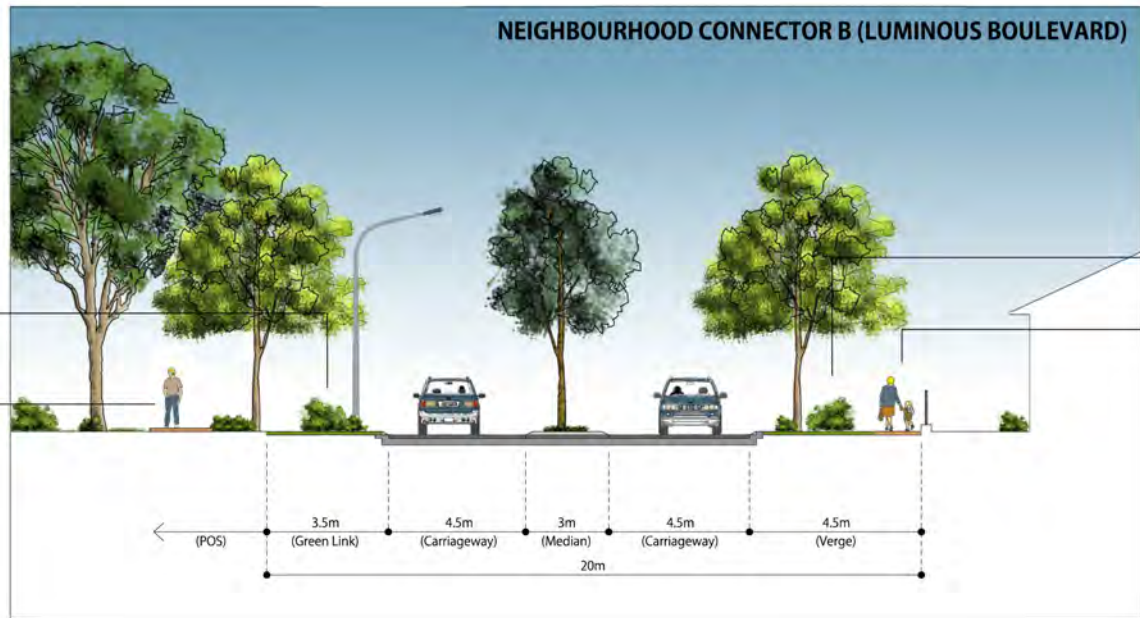 NEIGHBOURHOOD CONNECTOR B (LUMINOUS BOULEVARD)
3.5m 4.5m 3m 4.5m 4.5m
(POS) (Green Link) (Carriageway) (Median) (Carriageway) (Verge)
20m